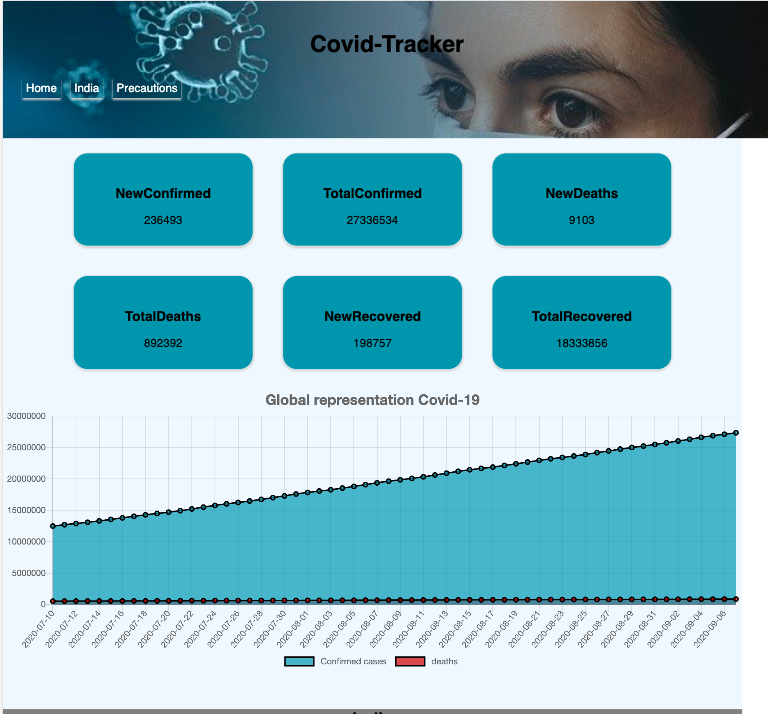 Covid-Tracker
Home India Precautions
NewConfirmed TotalConfirmed NewDeaths
236493 27336534 9103
TotalDeaths NewRecovered TotalRecovered
892392 198757 18333856
Global representation Covid-19
30000000
25000000
20000000
15000000
10000000
5000000
0
2020-07-10 2020-07-12 2020-07-14 2020-07-16 2020-07-18 2020-07-20 2020-07-22 2020-07-24 2020-07-26 2020-07-28 2020-07-30 2020-08-01 2020-08-03 2020-08-05 2020-08-07 2020-08-09 2020-08-11 2020-08-13 2020-08-15 2020-08-17 2020-08-19 2020-08-21 2020-08-23 2020-08-25 2020-08-27 2020-08-29 2020-08-31 2020-09-02 2020-09-04 2020-09-06
Confirmed cases deaths